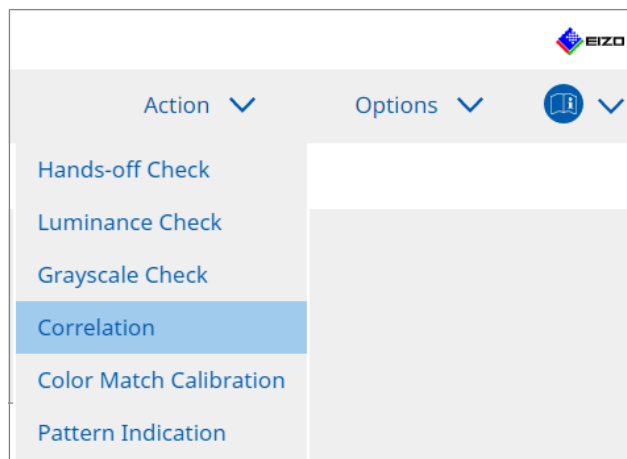 EIZO
Action
Options
Hands-off Check
Luminance Check
Grayscale Check
Correlation
Color Match Calibration
Pattern Indication